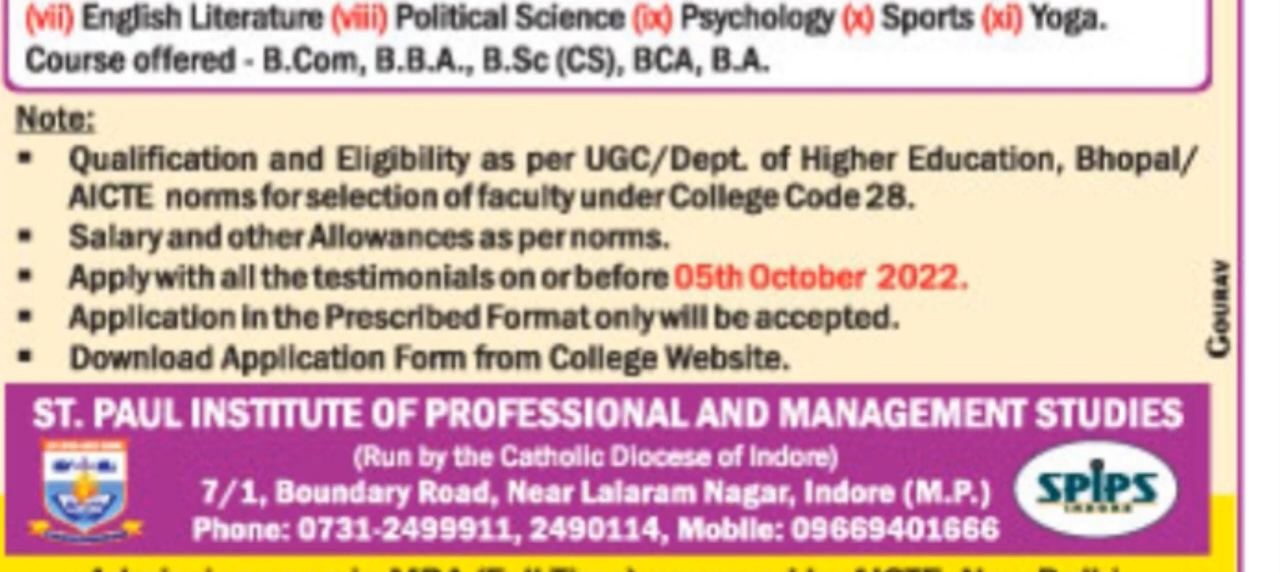 (vii) English Literature (viii) Political Science (ix) Psychology (x) Sports (xi) Yoga.
Course offered - B.Com, B.B.A., B.Sc (CS), BCA, B.A.
Note:
▪ Qualification and Eligibility as per UGC/Dept. of Higher Education, Bhopal/
AICTE norms for selection of faculty under College Code 28.
▪ Salary and other Allowances as per norms.
▪ Apply with all the testimonials on or before 05th October 2022.
▪ Application in the Prescribed Format only will be accepted.
▪ Download Application Form from College Website.
GOURAV
ST. PAUL INSTITUTE OF PROFESSIONAL AND MANAGEMENT STUDIES
(Run by the Catholic Diocese of Indore)
7/1, Boundary Road, Near Lalaram Nagar, Indore (M.P.)
Phone: 0731-2499911, 2490114, Mobile: 09669401666
SPIPS
INDORE